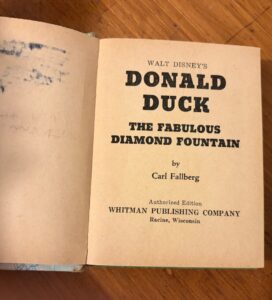 WALT DISNEY'S
DONALD
DUCK
THE FABULOUS
DIAMOND FOUNTAIN
by
Carl Fallberg
Authorized Edition
WHITMAN PUBLISHING COMPANY
Racine, Wisconsin